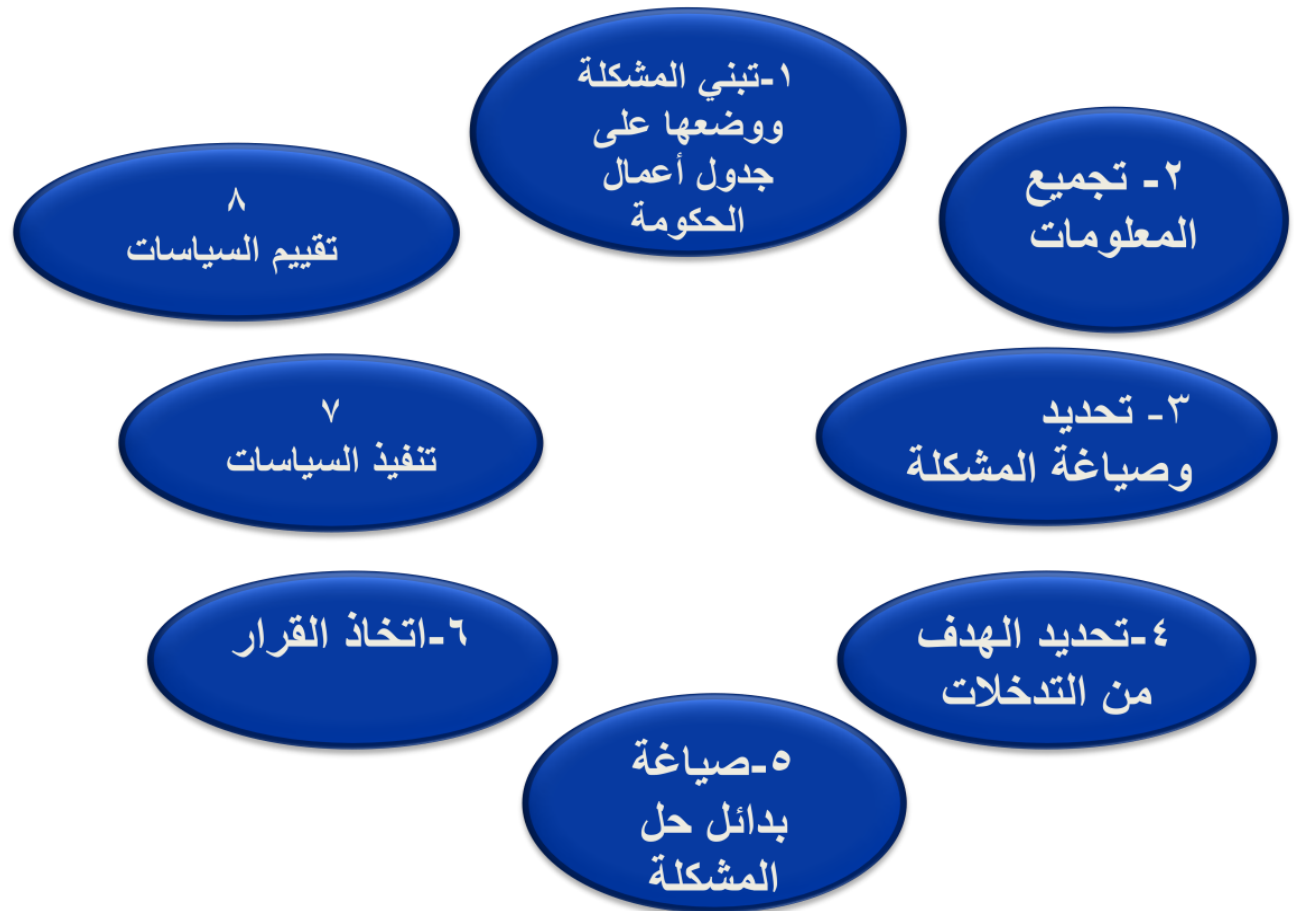 ١-تبني المشكلة
ووضعها على
جدول أعمال
الحكومة
٢- تجميع
المعلومات
٣- تحديد
وصياغة المشكلة
٤-تحديد الهدف
من التدخلات
٥-صياغة
بدائل حل
المشكلة
٦-اتخاذ القرار
٧
تنفيذ السياسات
٨
تقييم السياسات